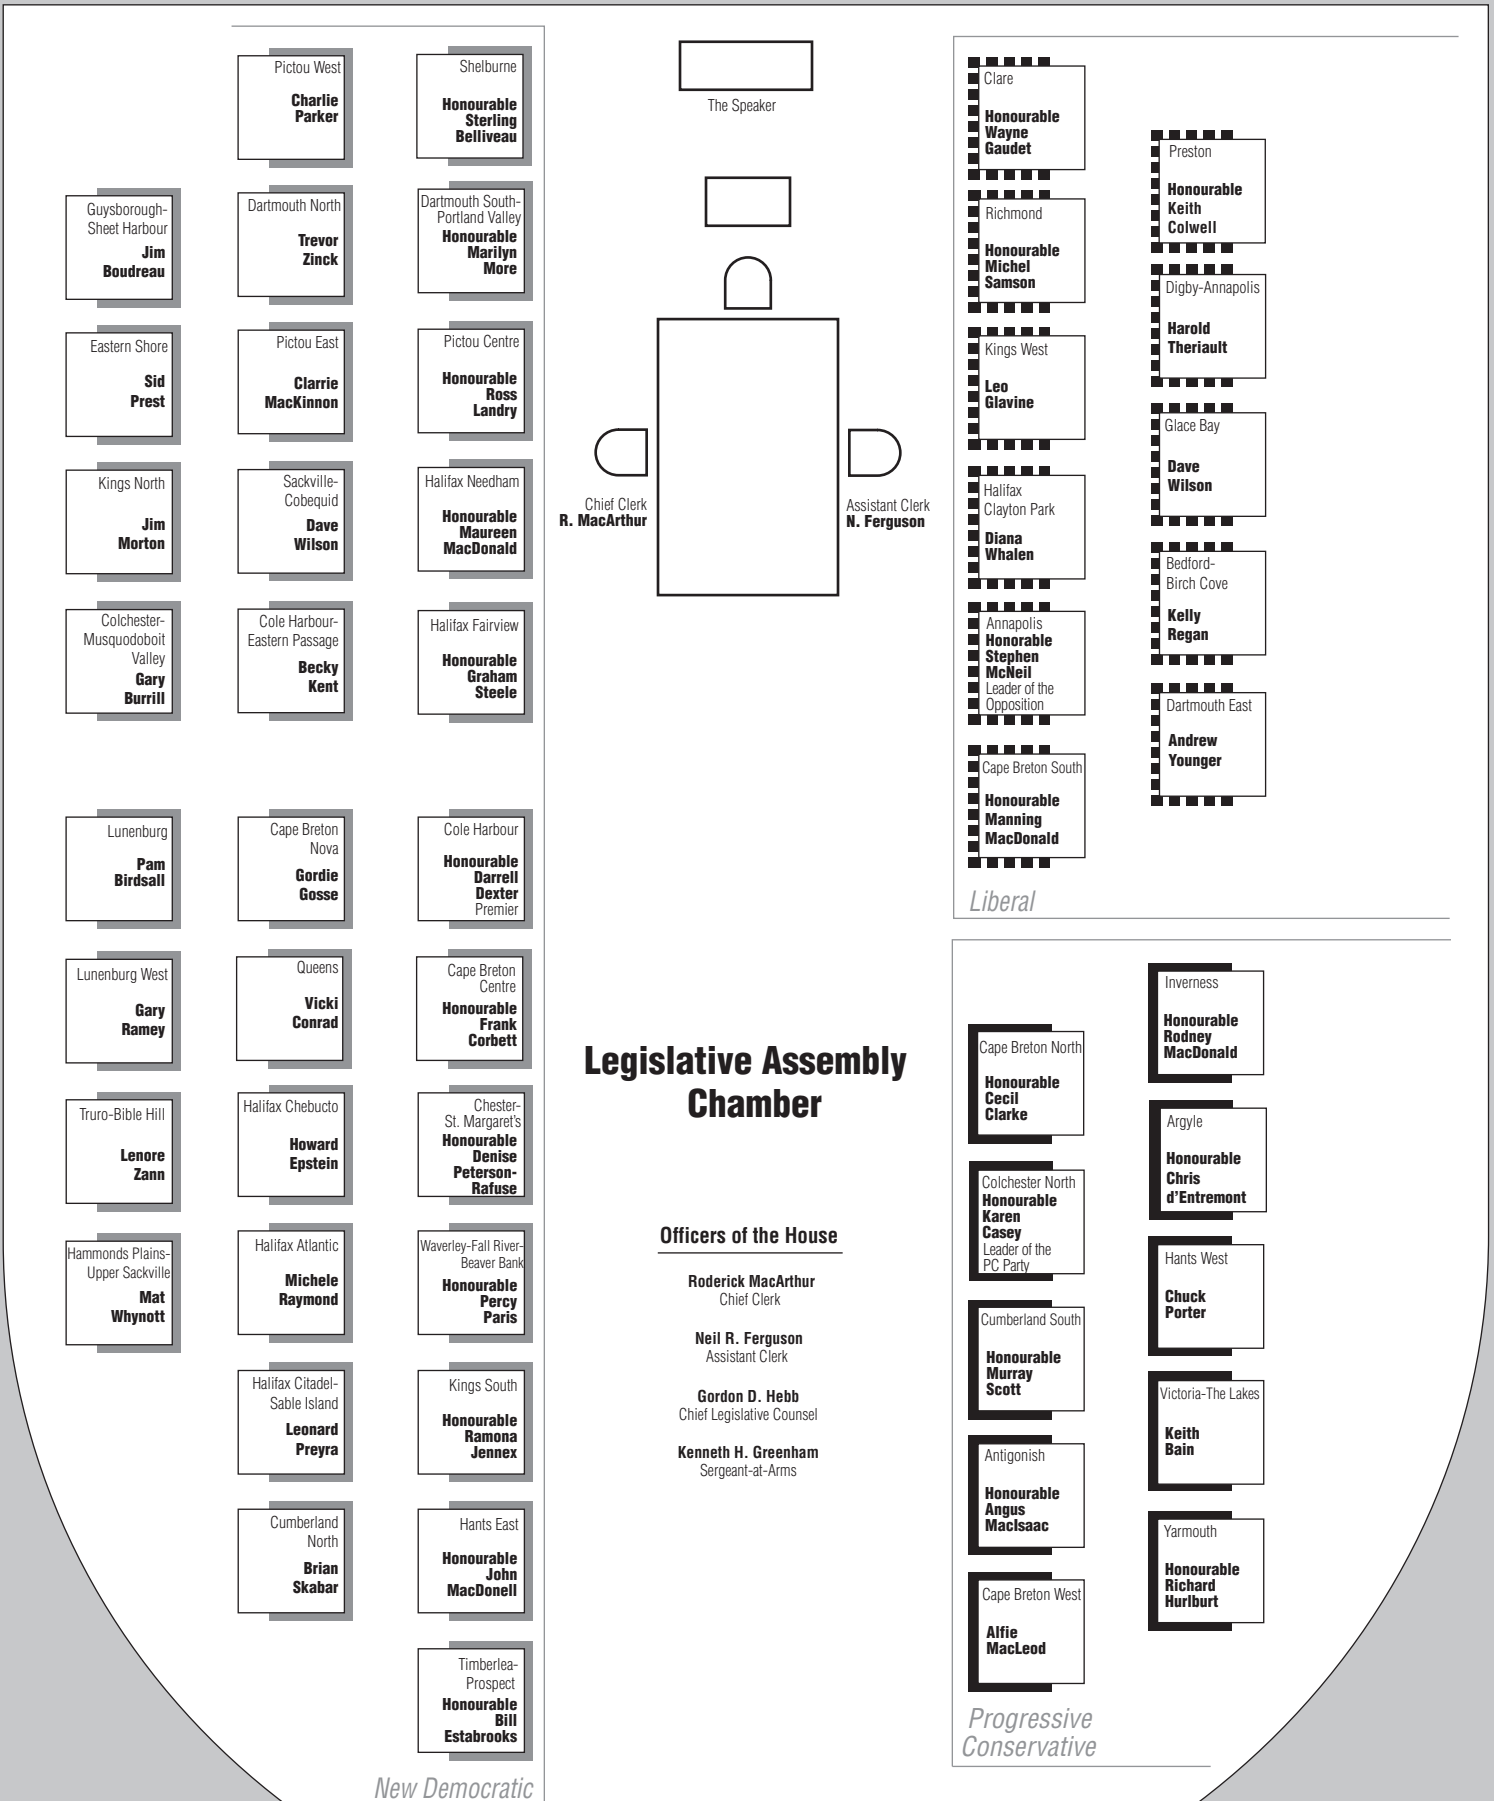 Pictou West
Charlie
Parker
Shelburne
Honourable
Sterling
Belliveau
Guysborough-
Sheet Harbour
Jim
Boudreau
Dartmouth North
Trevor
Zinck
Dartmouth South-
Portland Valley
Honourable
Marilyn
More
Eastern Shore
Sid
Prest
Pictou East
Clarrie
MacKinnon
Pictou Centre
Honourable
Ross
Landry
Kings North
Jim
Morton
Sackville-
Cobequid
Dave
Wilson
Halifax Needham
Honourable
Maureen
MacDonald
Colchester-
Musquodoboit
Valley
Gary
Burrill
Cole Harbour-
Eastern Passage
Becky
Kent
Halifax Fairview
Honourable
Graham
Steele
Lunenburg
Pam
Birdsall
Cape Breton
Nova
Gordie
Gosse
Cole Harbour
Honourable
Darrell
Dexter
Premier
Lunenburg West
Gary
Ramey
Queens
Vicki
Conrad
Cape Breton
Centre
Honourable
Frank
Corbett
Truro-Bible Hill
Lenore
Zann
Halifax Chebucto
Howard
Epstein
Chester-
St. Margaret's
Honourable
Denise
Peterson-
Rafuse
Hammonds Plains-
Upper Sackville
Mat
Whynott
Halifax Atlantic
Michele
Raymond
Waverley-Fall River-
Beaver Bank
Honourable
Percy
Paris
Halifax Citadel-
Sable Island
Leonard
Preyra
Kings South
Honourable
Ramona
Jennex
Cumberland
North
Brian
Skabar
Hants East
Honourable
John
MacDonell
Timberlea-
Prospect
Honourable
Bill
Estabrooks
New Democratic
The Speaker
Chief Clerk
R. MacArthur
Assistant Clerk
N. Ferguson
Legislative Assembly
Chamber
Officers of the House
Roderick MacArthur
Chief Clerk
Neil R. Ferguson
Assistant Clerk
Gordon D. Hebb
Chief Legislative Counsel
Kenneth H. Greenham
Sergeant-at-Arms
Clare
Honourable
Wayne
Gaudet
Preston
Honourable
Keith
Colwell
Richmond
Honourable
Michel
Samson
Digby-Annapolis
Harold
Theriault
Kings West
Leo
Glavine
Glace Bay
Dave
Wilson
Halifax
Clayton Park
Diana
Whalen
Bedford-
Birch Cove
Kelly
Regan
Annapolis
Honorable
Stephen
McNeil
Leader of the
Opposition
Dartmouth East
Andrew
Younger
Cape Breton South
Honourable
Manning
MacDonald
Liberal
Inverness
Honourable
Rodney
MacDonald
Cape Breton North
Honourable
Cecil
Clarke
Argyle
Honourable
Chris
d'Entremont
Colchester North
Honourable
Karen
Casey
Leader of the
PC Party
Hants West
Chuck
Porter
Cumberland South
Honourable
Murray
Scott
Victoria-The Lakes
Keith
Bain
Antigonish
Honourable
Angus
MacIsaac
Yarmouth
Honourable
Richard
Hurlburt
Cape Breton West
Alfie
MacLeod
Progressive
Conservative